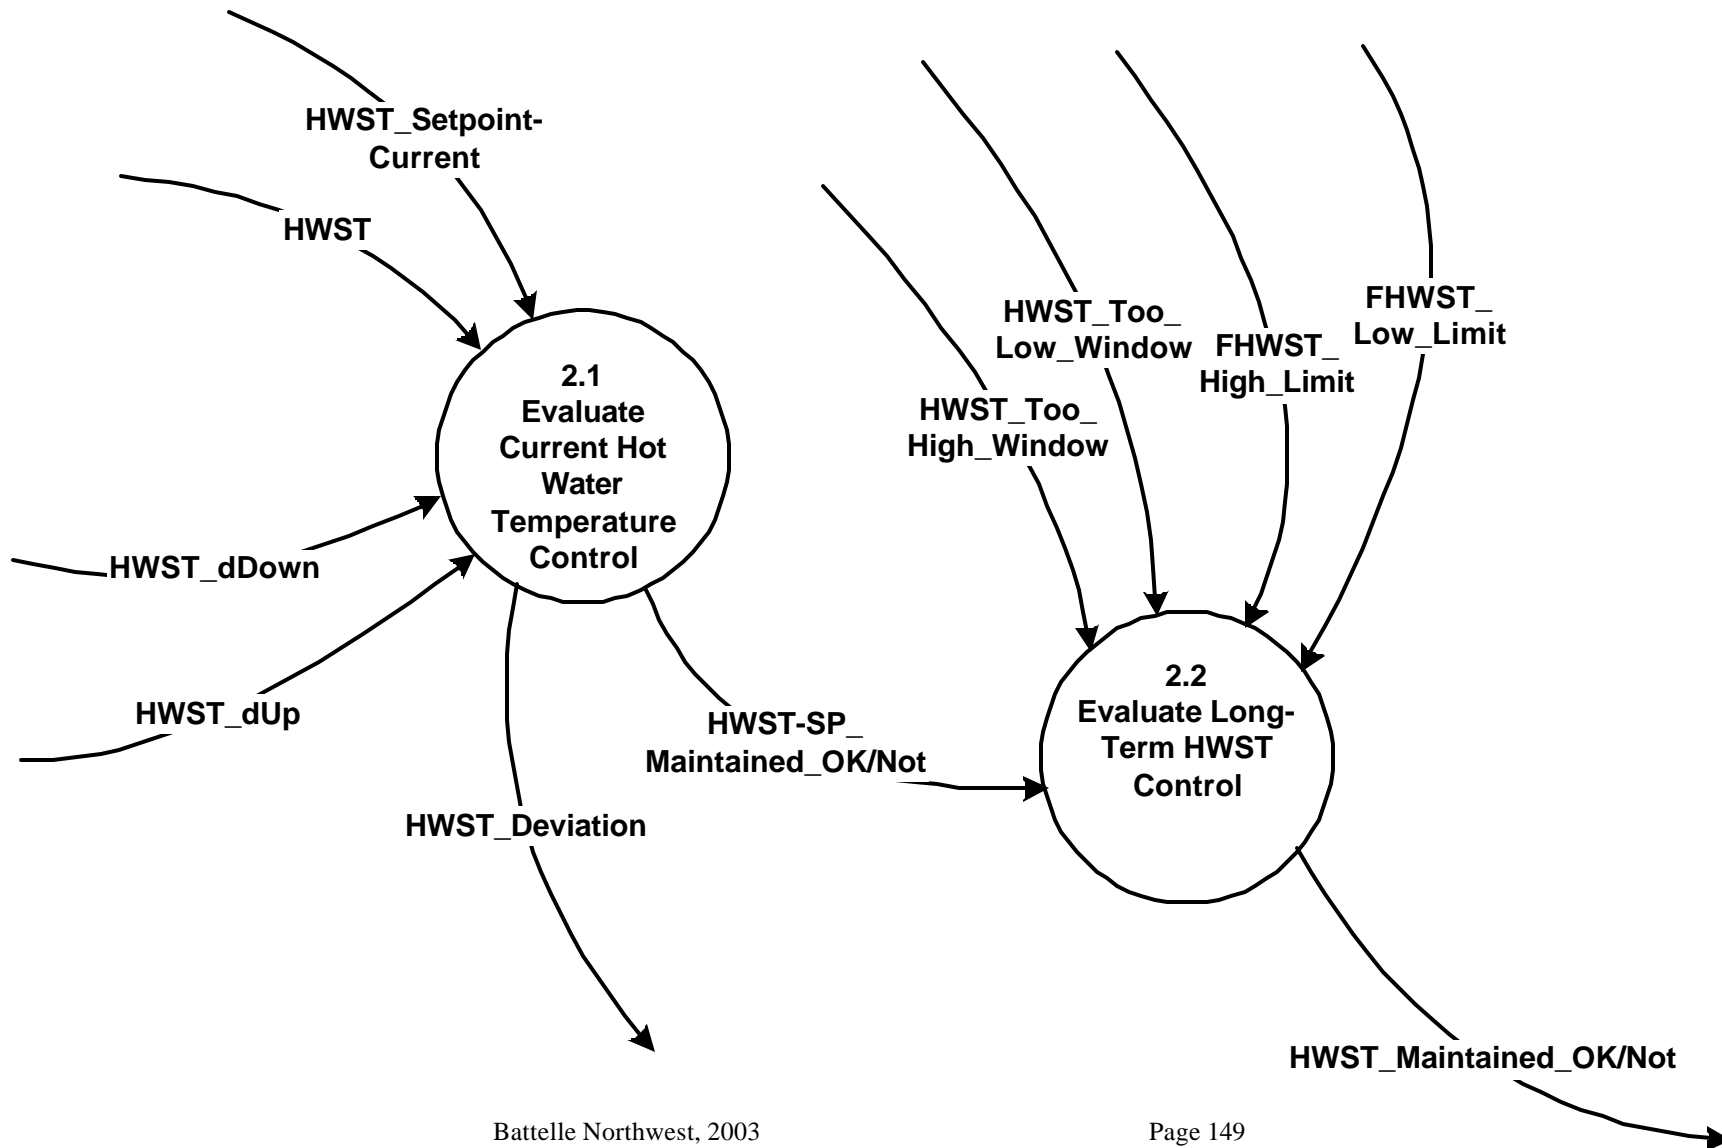 HWST_Setpoint-
Current
HWST
HWST_dDown
HWST_dUp
2.1
Evaluate
Current Hot
Water
Temperature
Control
HWST_Deviation
HWST-SP_
Maintained_OK/Not
HWST_Too_
High_Window
HWST_Too_
Low_Window
FHWST_
High_Limit
FHWST_
Low_Limit
2.2
Evaluate Long-
Term HWST
Control
HWST_Maintained_OK/Not
Battelle Northwest, 2003
Page 149